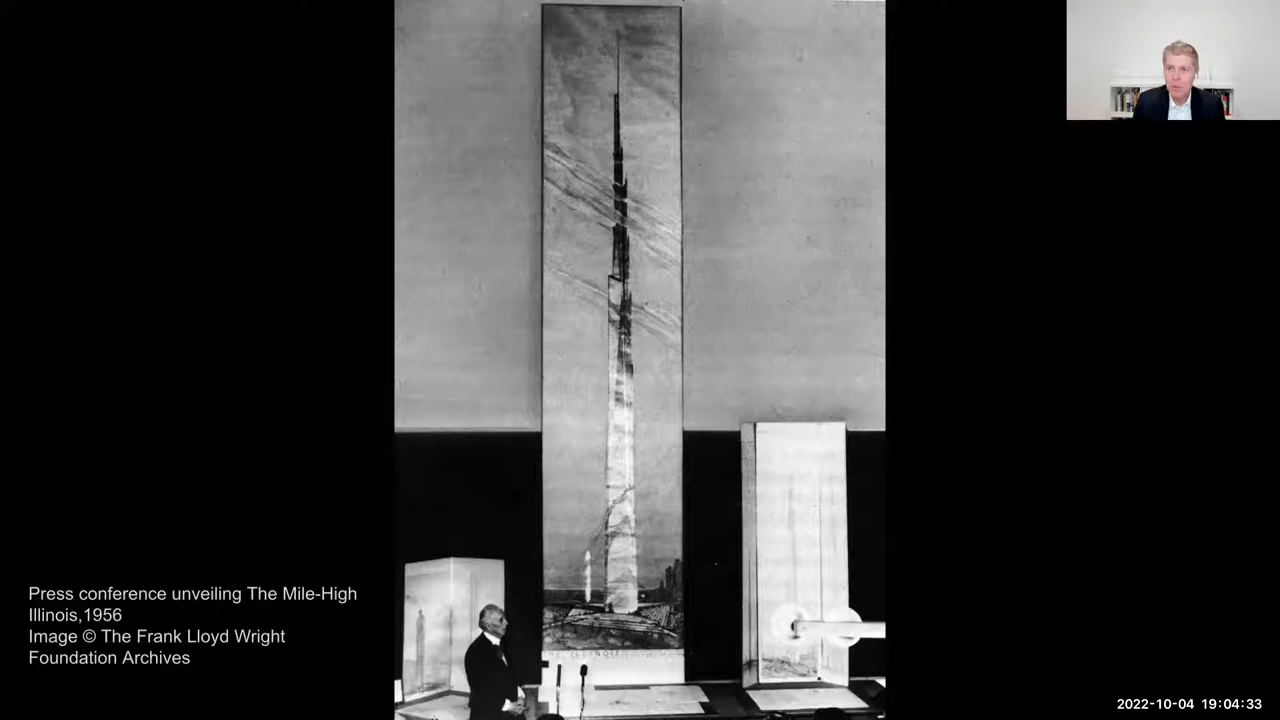 Press conference unveiling The Mile-High
Illinois,1956
Image © The Frank Lloyd Wright
Foundation Archives
ILLINOIS
2022-10-04 19:04:33